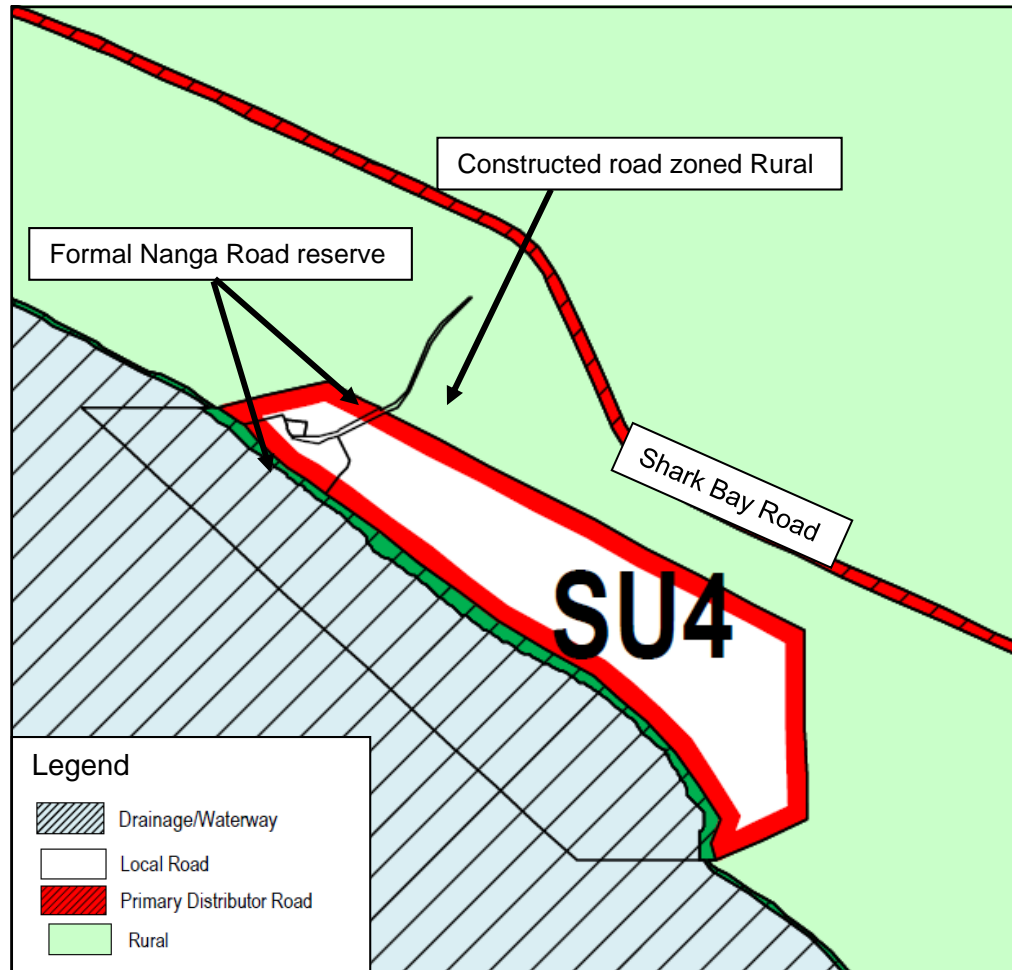 Constructed road zoned Rural
Formal Nanga Road reserve
Shark Bay Road
SU4
Legend
Drainage/Waterway
Local Road
Primary Distributor Road
Rural